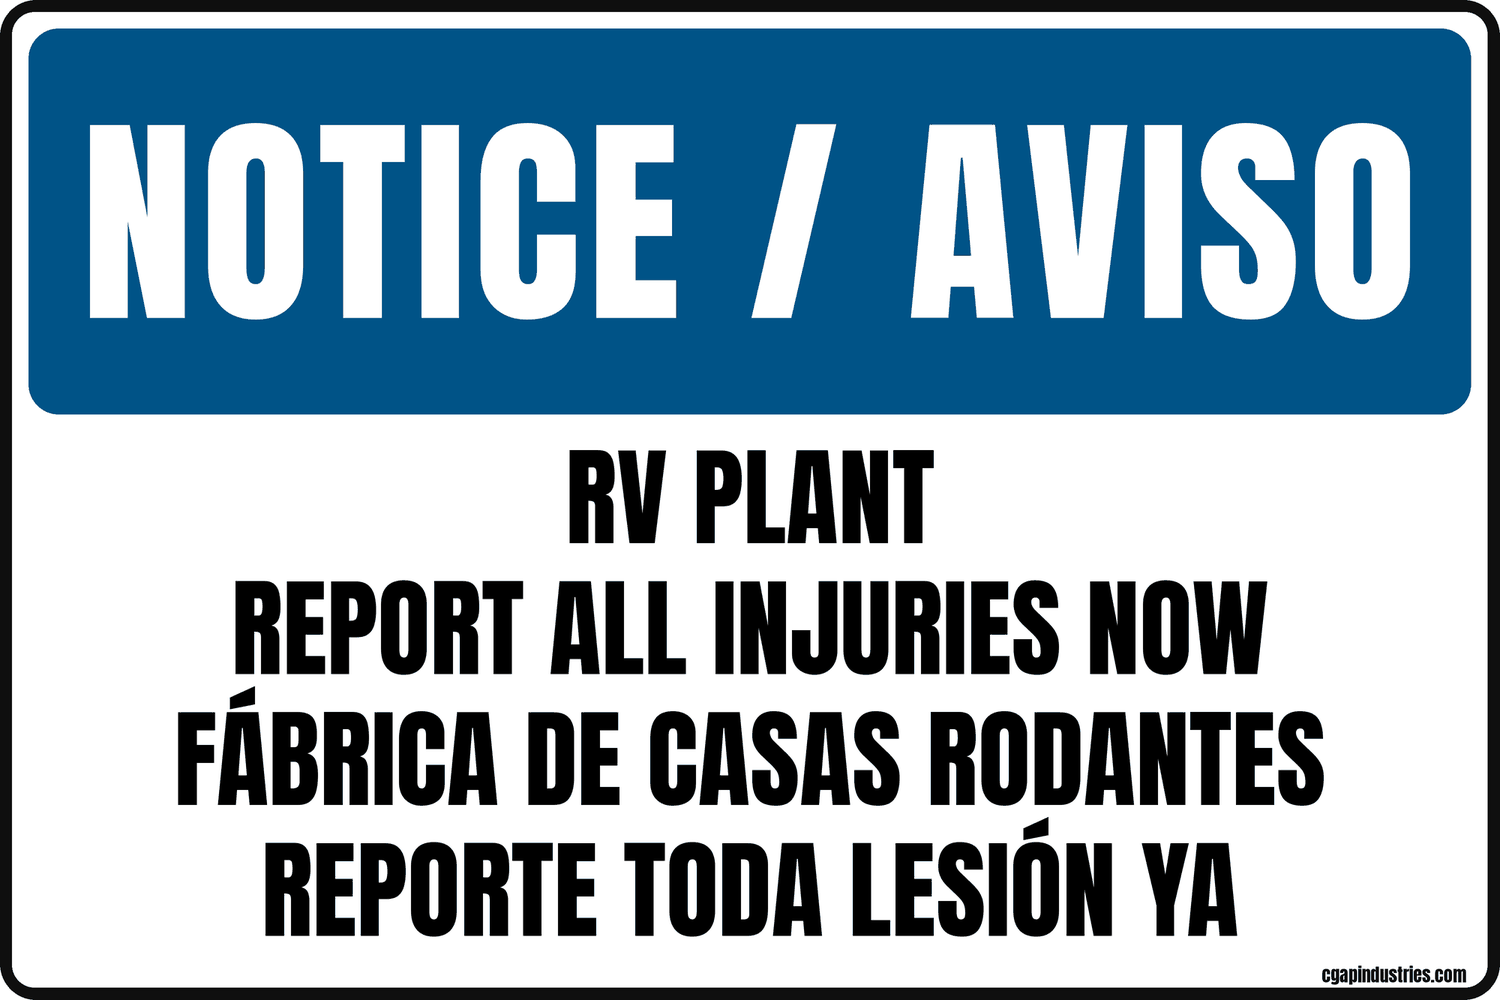 NOTICE / AVISO
RV PLANT
REPORT ALL INJURIES NOW
FÁBRICA DE CASAS RODANTES
REPORTE TODA LESIÓN YA
cgapindustries.com